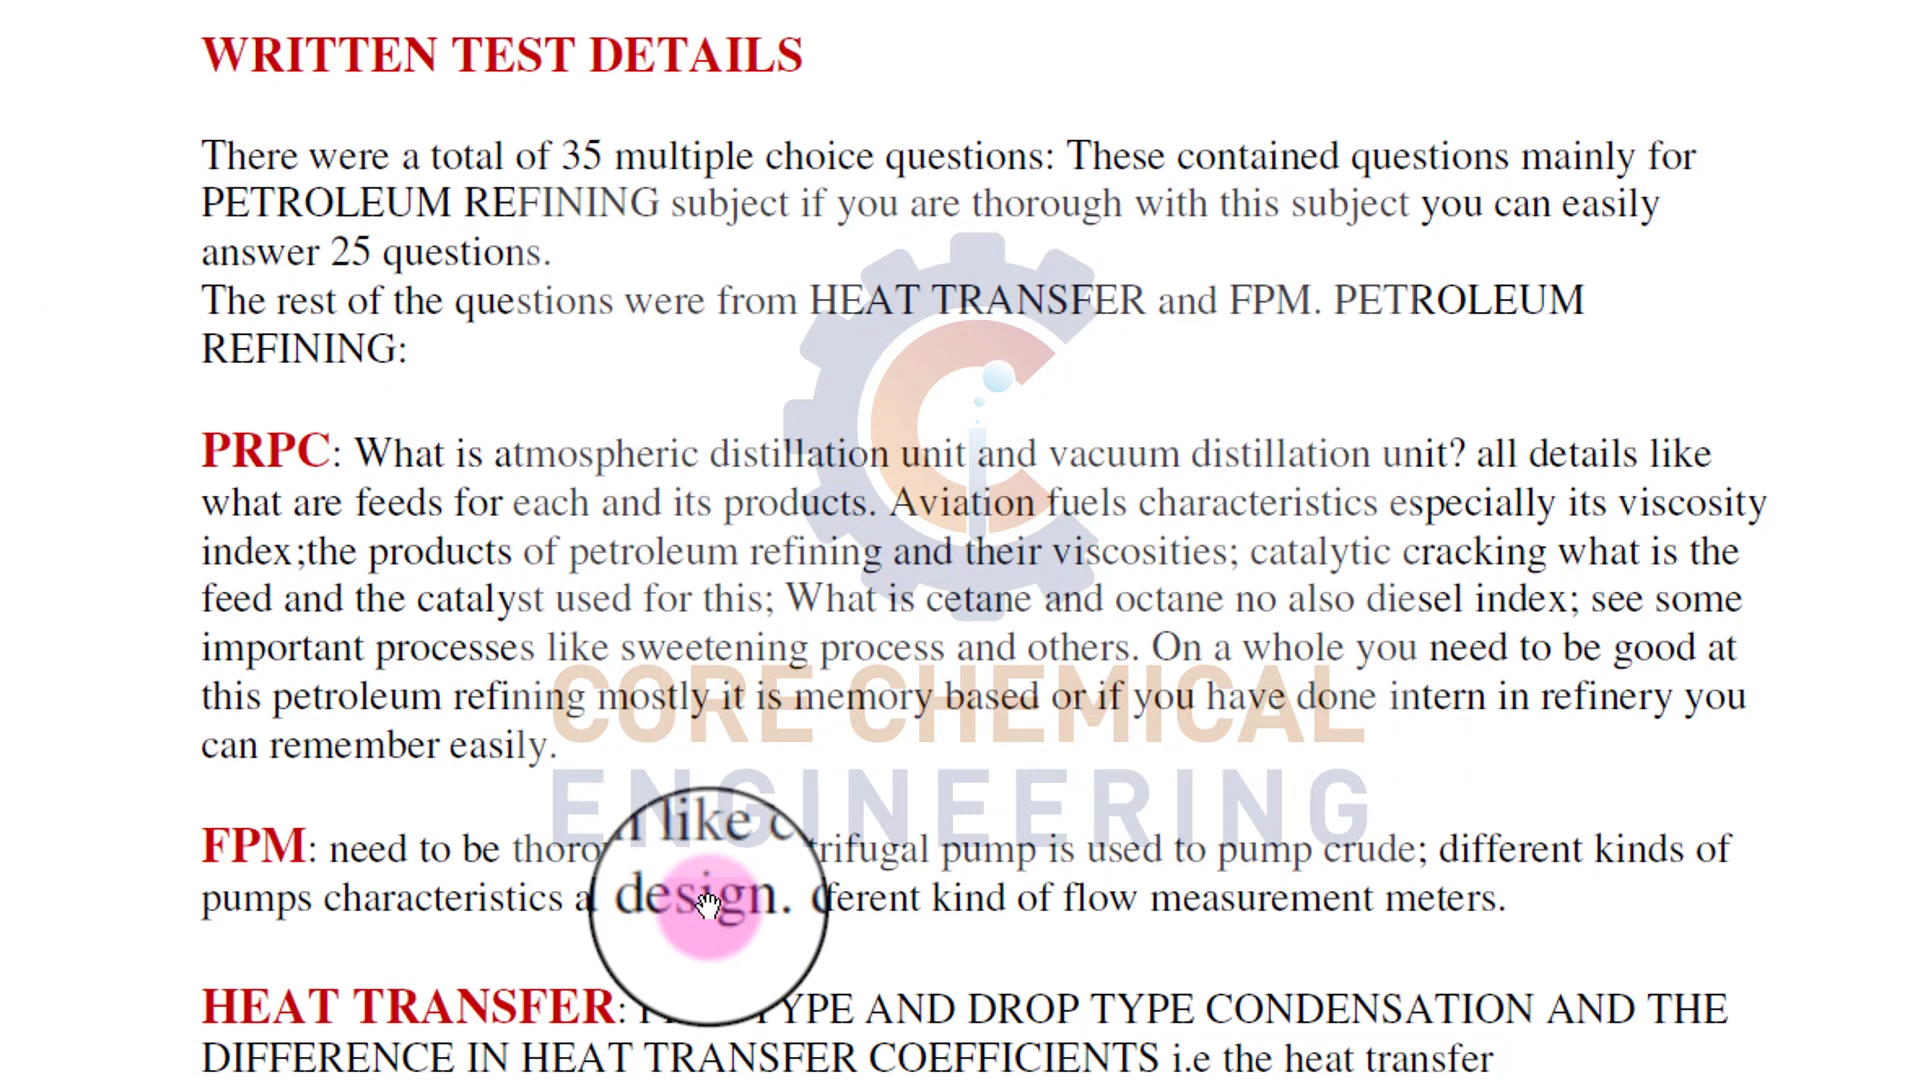 WRITTEN TEST DETAILS
There were a total of 35 multiple choice questions: These contained questions mainly for
PETROLEUM REFINING subject if you are thorough with this subject you can easily
answer 25 questions.
The rest of the questions were from HEAT TRANSFER and FPM. PETROLEUM
REFINING:
PRPC: What is atmospheric distillation unit and vacuum distillation unit? all details like
what are feeds for each and its products. Aviation fuels characteristics especially its viscosity
index;the products of petroleum refining and their viscosities; catalytic cracking what is the
feed and the catalyst used for this; What is cetane and octane no also diesel index; see some
important processes like sweetening process and others. On a whole you need to be good at
this petroleum refining mostly it is memory based or if you have done intern in refinery you
can remember easily.
CORE CHEMICAL
ENGINEERING
FPM: need to be like trifugal pump is used to pump crude; different kinds of
pumps characteristics design. ferent kind of flow measurement meters.
HEAT TRANSFER: YPE AND DROP TYPE CONDENSATION AND THE
DIFFERENCE IN HEAT TRANSFER COEFFICIENTS i.e the heat transfer